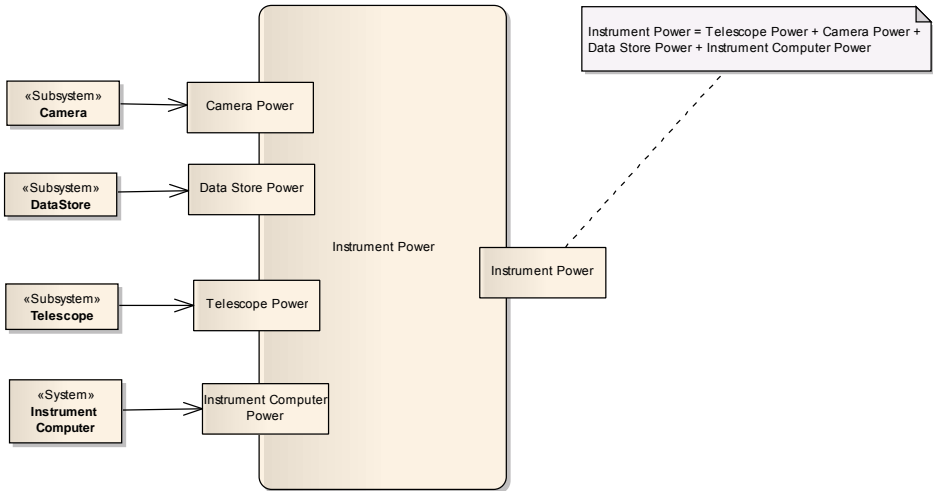 Instrument Power = Telescope Power + Camera Power +
Data Store Power + Instrument Computer Power
«Subsystem»
Camera
Camera Power
«Subsystem»
DataStore
Data Store Power
Instrument Power
Instrument Power
«Subsystem»
Telescope
Telescope Power
«System»
Instrument
Computer
Instrument Computer
Power